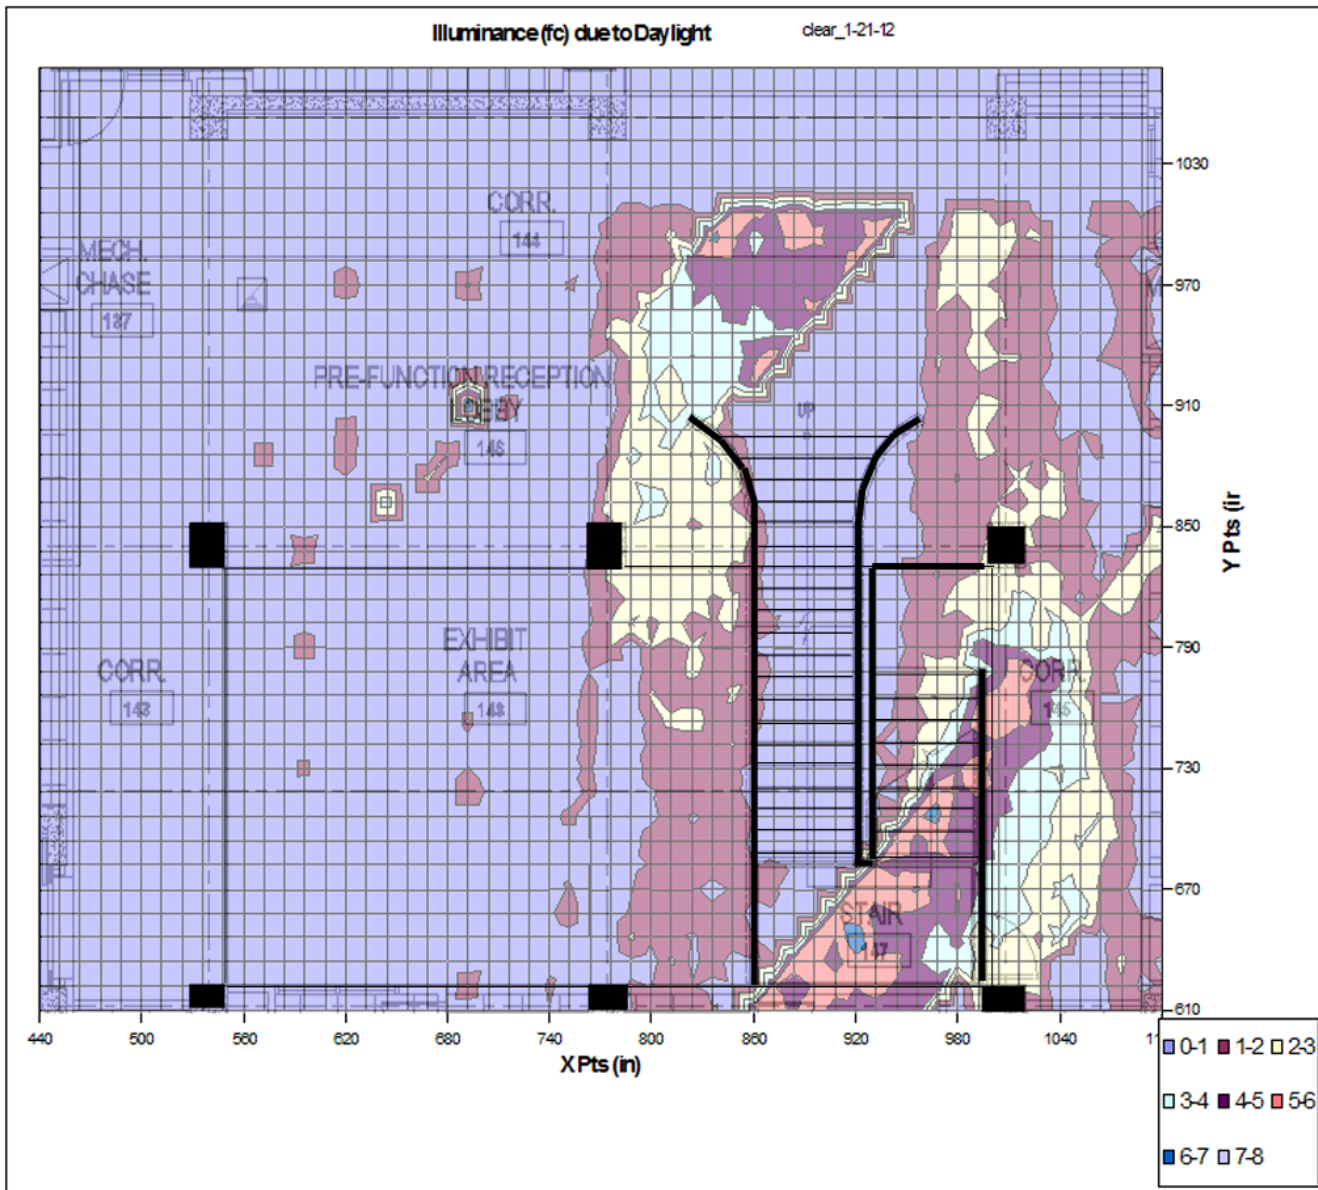 Illuminance (fc) due to Daylight clear_1-21-12
1030
CORR.
144
MECH.
CHASE
970
137
PRE-FUNCTION RECEPTION
LOBBY
UP
910
146
850
Y Pts (ir
EXHIBIT
AREA
790
CORR.
CORR.
143
148
145
730
670
STAIR
147
610
440 500 560 620 680 740 800 860 920 980 1040 11
X Pts (in)
0-1 1-2 2-3
3-4 4-5 5-6
6-7 7-8